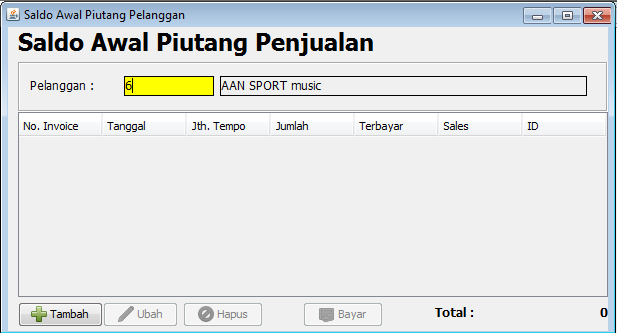 Saldo Awal Piutang Pelanggan
Saldo Awal Piutang Penjualan
Pelanggan : 6 AAN SPORT music
No. Invoice Tanggal Jth. Tempo Jumlah Terbayar Sales ID
Tambah Ubah Hapus Bayar Total : 0